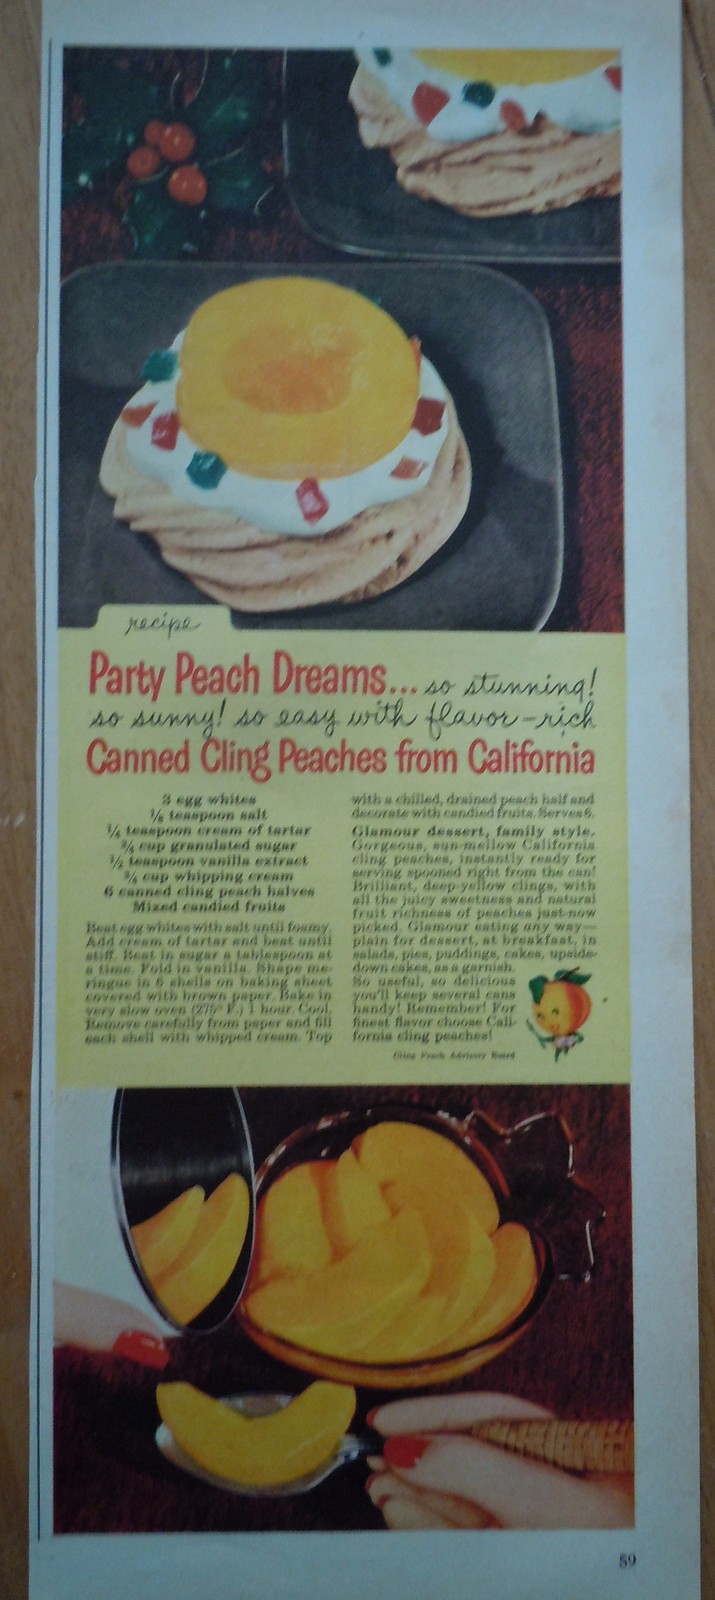 recipe
Party Peach Dreams... so stunning!
so sunny! so easy with flavor-rich
Canned Cling Peaches from California
3 egg whites
⅛ teaspoon salt
¼ teaspoon cream of tartar
¾ cup granulated sugar
½ teaspoon vanilla extract
¾ cup whipping cream
6 canned cling peach halves
Mixed candied fruits
Beat egg whites with salt until foamy.
Add cream of tartar and beat until
stiff. Beat in sugar a tablespoon at
a time. Fold in vanilla. Shape me-
ringue in 6 shells on baking sheet
covered with brown paper. Bake in
very slow oven (275° F.) 1 hour. Cool.
Remove carefully from paper and fill
each shell with whipped cream. Top
with a chilled, drained peach half and
decorate with candied fruits. Serves 6.
Glamour dessert, family style.
Gorgeous, sun-mellow California
cling peaches, instantly ready for
serving spooned right from the can!
Brilliant, deep-yellow clings, with
all the juicy sweetness and natural
fruit richness of peaches just-now
picked. Glamour eating any way—
plain for dessert, at breakfast, in
salads, pies, puddings, cakes, upside-
down cakes, as a garnish.
So useful, so delicious
you'll keep several cans
handy! Remember! For
finest flavor choose Cali-
fornia cling peaches!
Cling Peach Advisory Board
59